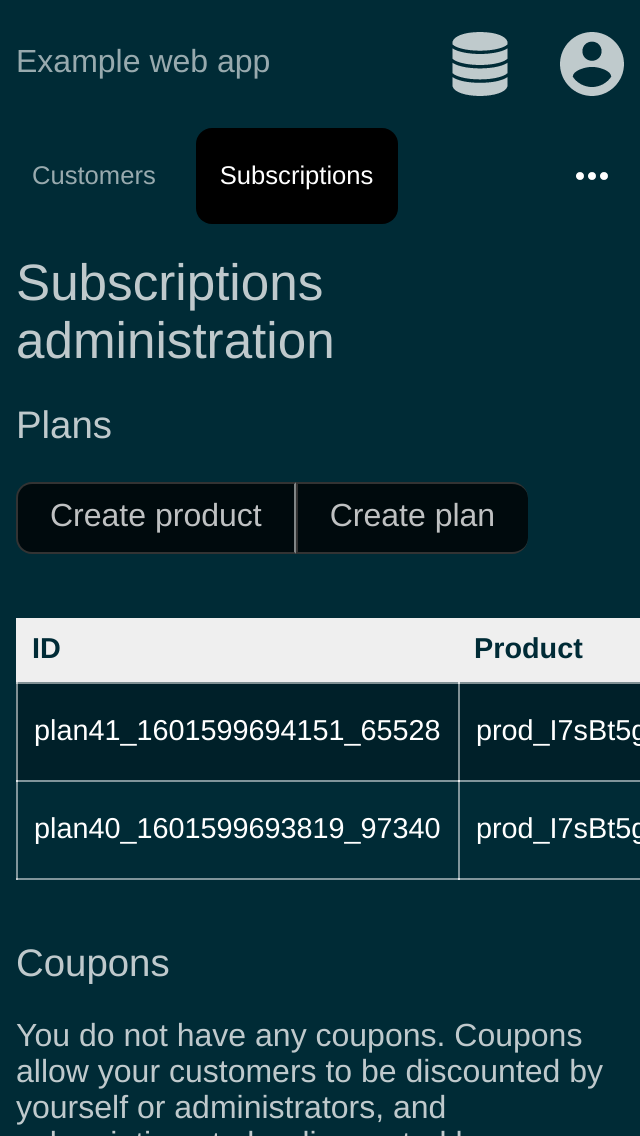 Example web app
Customers Subscriptions
Subscriptions
administration
Plans
Create product Create plan
ID Product
plan41_1601599694151_65528 prod_I7sBt5g
plan40_1601599693819_97340 prod_I7sBt5g
Coupons
You do not have any coupons. Coupons
allow your customers to be discounted by
yourself or administrators, and